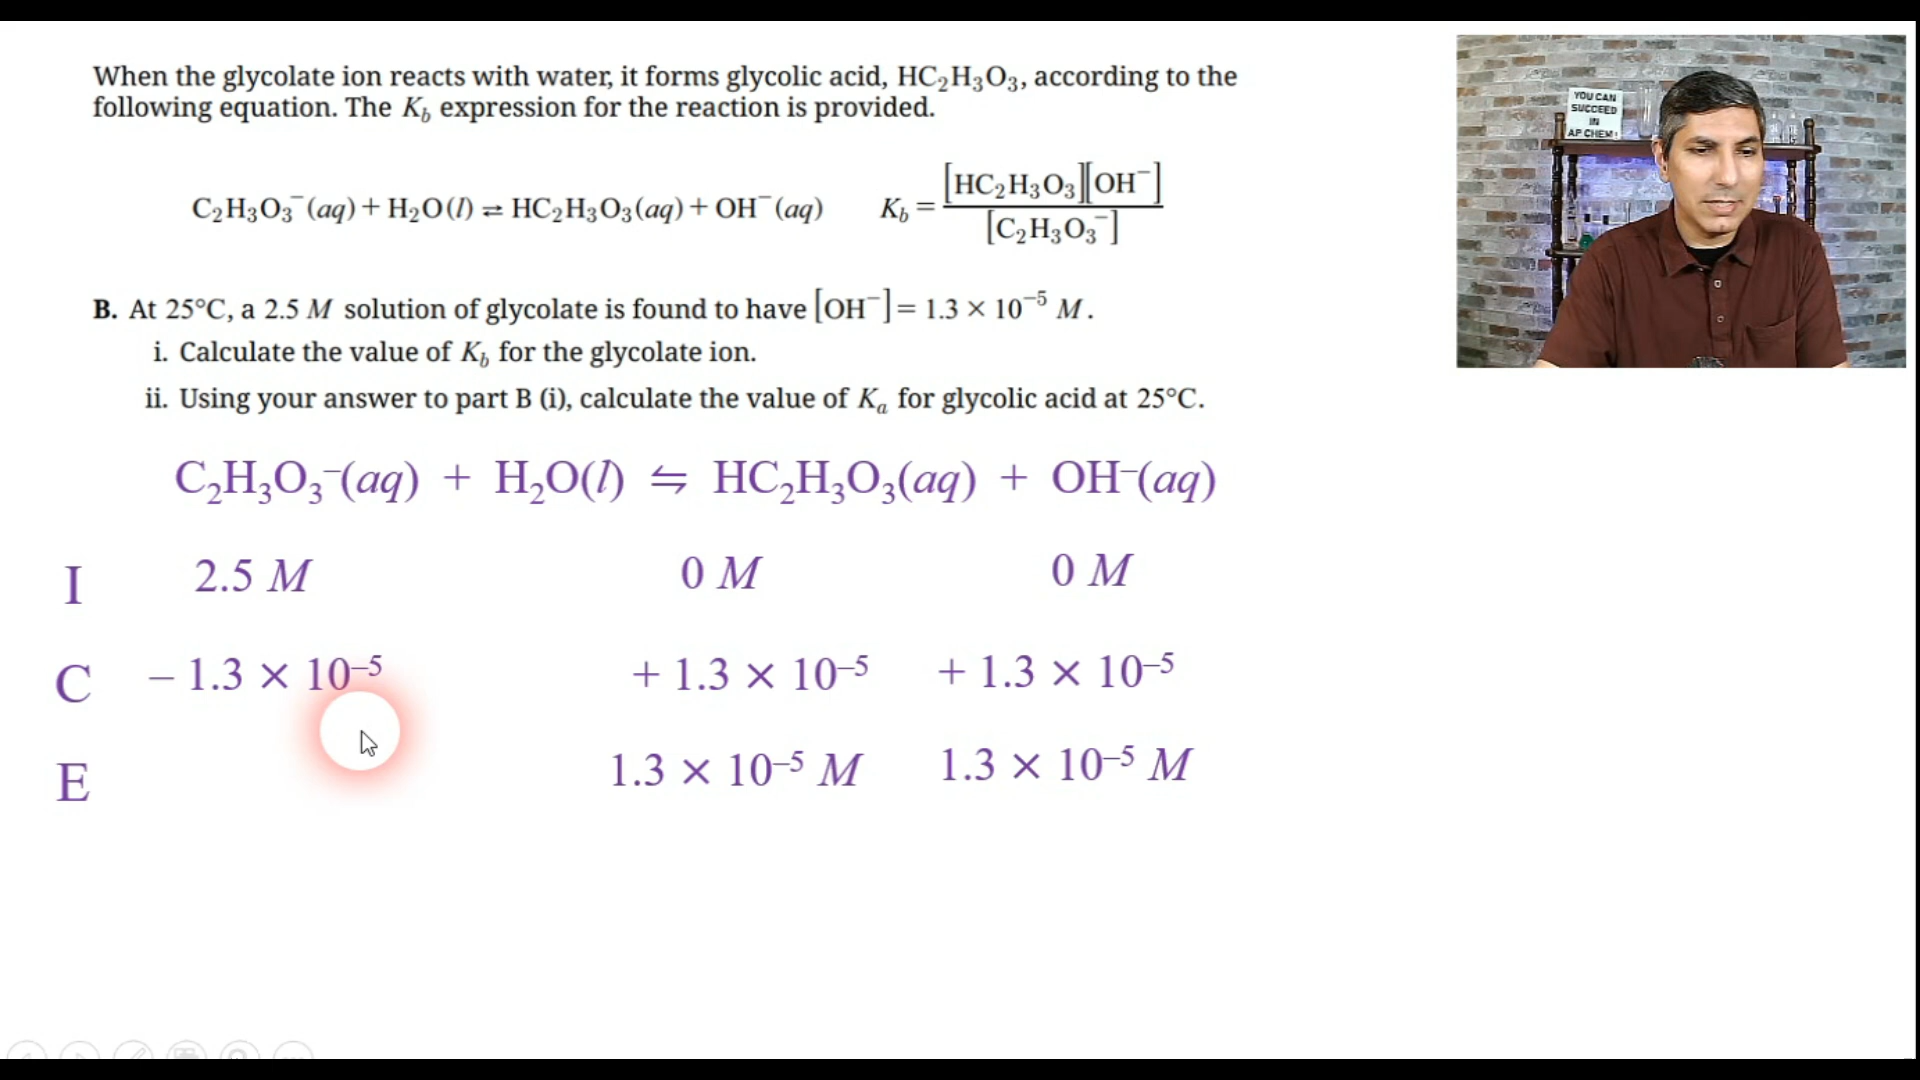 When the glycolate ion reacts with water, it forms glycolic acid, HC₂H₃O₃, according to the
following equation. The K_b expression for the reaction is provided.
C₂H₃O₃⁻(aq) + H₂O(l) ⇌ HC₂H₃O₃(aq) + OH⁻(aq) K_b = [HC₂H₃O₃][OH⁻] / [C₂H₃O₃⁻]
B. At 25°C, a 2.5 M solution of glycolate is found to have [OH⁻] = 1.3 × 10⁻⁵ M.
i. Calculate the value of K_b for the glycolate ion.
ii. Using your answer to part B (i), calculate the value of Kₐ for glycolic acid at 25°C.
C₂H₃O₃⁻(aq) + H₂O(l) ⇋ HC₂H₃O₃(aq) + OH⁻(aq)
I 2.5 M 0 M 0 M
C – 1.3 × 10⁻⁵ + 1.3 × 10⁻⁵ + 1.3 × 10⁻⁵
E 1.3 × 10⁻⁵ M 1.3 × 10⁻⁵ M
YOU CAN
SUCCEED
IN
AP CHEM!